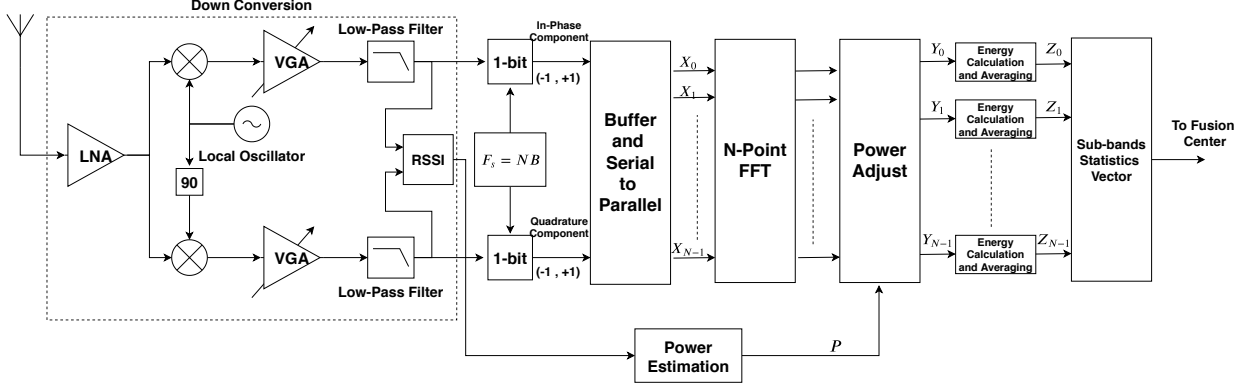 Down Conversion
LNA
VGA
Low-Pass Filter
Local Oscillator
90
VGA
Low-Pass Filter
RSSI
1-bit
(-1 , +1)
In-Phase
Component
F_s = NB
Quadrature
Component
1-bit
(-1 , +1)
Buffer
and
Serial
to
Parallel
X_0
X_1
X_{N-1}
N-Point
FFT
Power
Adjust
Power
Estimation
P
Y_0
Energy
Calculation
and Averaging
Z_0
Y_1
Energy
Calculation
and Averaging
Z_1
Y_{N-1}
Energy
Calculation
and Averaging
Z_{N-1}
Sub-bands
Statistics
Vector
To Fusion
Center